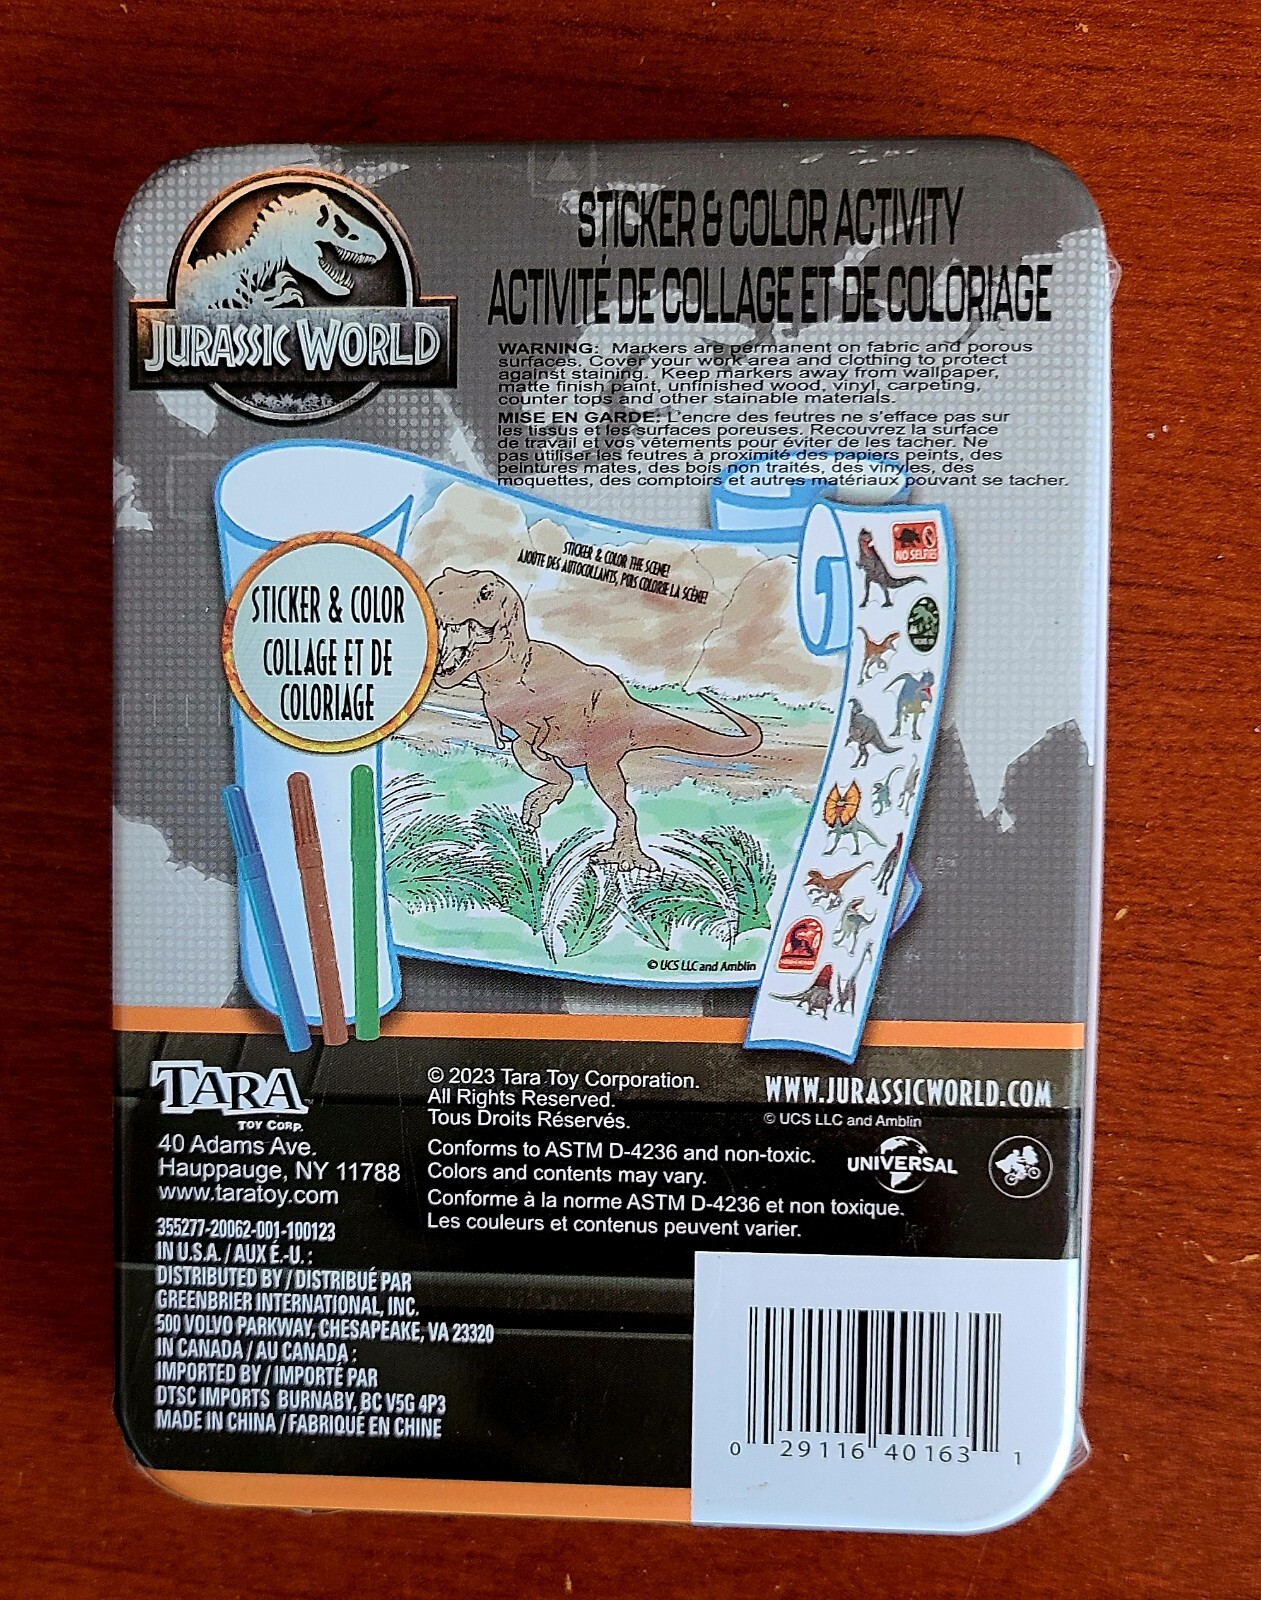 JURASSIC WORLD
STICKER & COLOR ACTIVITY
ACTIVITÉ DE COLLAGE ET DE COLORIAGE
WARNING: Markers are permanent on fabric and porous
surfaces. Cover your work area and clothing to protect
against staining. Keep markers away from wallpaper,
matte finish paint, unfinished wood, vinyl, carpeting,
counter tops and other stainable materials.
MISE EN GARDE: L'encre des feutres ne s'efface pas sur
les tissus et les surfaces poreuses. Recouvrez la surface
de travail et vos vêtements pour éviter de les tacher. Ne
pas utiliser les feutres à proximité des papiers peints, des
peintures mates, des bois non traités, des vinyles, des
moquettes, des comptoirs et autres matériaux pouvant se tacher.
STICKER & COLOR THE SCENE!
AJOUTE DES AUTOCOLLANTS, PUIS COLORIE LA SCÈNE!
NO SELFIES
STICKER & COLOR
COLLAGE ET DE
COLORIAGE
© UCS LLC and Amblin
TARA
TOY CORP.
40 Adams Ave.
Hauppauge, NY 11788
www.taratoy.com
© 2023 Tara Toy Corporation.
All Rights Reserved.
Tous Droits Réservés.
Conforms to ASTM D-4236 and non-toxic.
Colors and contents may vary.
Conforme à la norme ASTM D-4236 et non toxique.
Les couleurs et contenus peuvent varier.
WWW.JURASSICWORLD.COM
© UCS LLC and Amblin
UNIVERSAL
355277-20062-001-100123
IN U.S.A. / AUX É.-U. :
DISTRIBUTED BY / DISTRIBUÉ PAR
GREENBRIER INTERNATIONAL, INC.
500 VOLVO PARKWAY, CHESAPEAKE, VA 23320
IN CANADA / AU CANADA :
IMPORTED BY / IMPORTÉ PAR
DTSC IMPORTS BURNABY, BC V5G 4P3
MADE IN CHINA / FABRIQUÉ EN CHINE
0 29116 40163 1